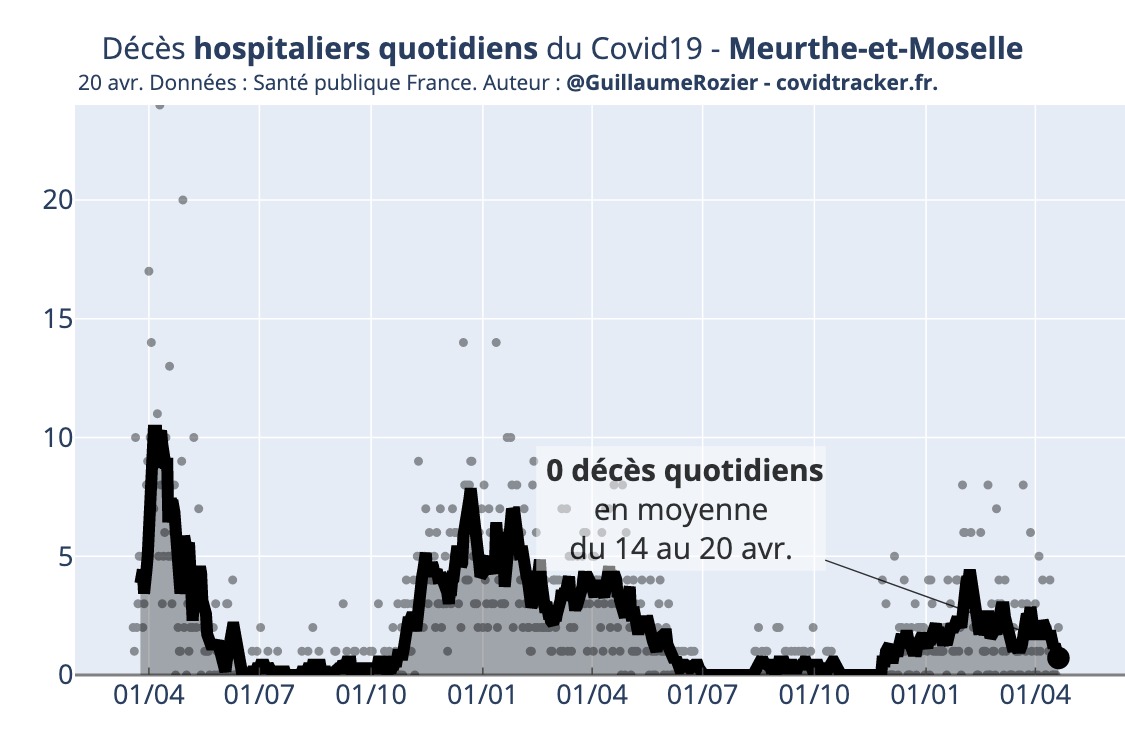 Décès hospitaliers quotidiens du Covid19 - Meurthe-et-Moselle
20 avr. Données : Santé publique France. Auteur : @GuillaumeRozier - covidtracker.fr.
20
15
10
5
0
0 décès quotidiens
en moyenne
du 14 au 20 avr.
01/04 01/07 01/10 01/01 01/04 01/07 01/10 01/01 01/04